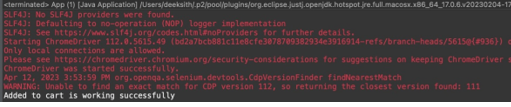 <terminated> App (1) [Java Application] /Users/deeksith/.p2/pool/plugins/org.eclipse.justj.openjdk.hotspot.jre.full.macosx.x86_64_17.0.6.v20230204-
SLF4J: No SLF4J providers were found.
SLF4J: Defaulting to no-operation (NOP) logger implementation
SLF4J: See https://www.slf4j.org/codes.html#noProviders for further details.
Starting ChromeDriver 112.0.5615.49 (bd2a7bcb881c11e8cfe3078709382934e3916914-refs/branch-heads/5615@{#936})
Only local connections are allowed.
Please see https://chromedriver.chromium.org/security-considerations for suggestions on keeping ChromeDriver
ChromeDriver was started successfully.
Apr 12, 2023 3:53:59 PM org.openqa.selenium.devtools.CdpVersionFinder findNearestMatch
WARNING: Unable to find an exact match for CDP version 112, so returning the closest version found: 111
Added to cart is working successfully